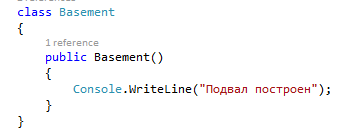 class Basement
{
1 reference
public Basement()
{
Console.WriteLine("Подвал построен");
}
}